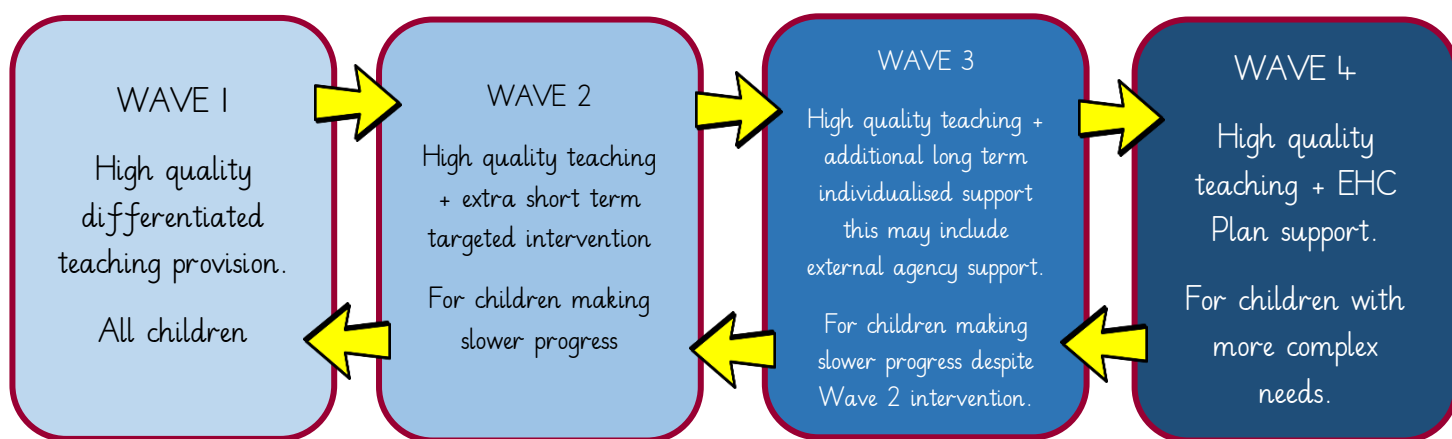 WAVE 1
High quality
differentiated
teaching provision.
All children
WAVE 2
High quality teaching
+ extra short term
targeted intervention
For children making
slower progress
WAVE 3
High quality teaching +
additional long term
individualised support
this may include
external agency support.
For children making
slower progress despite
Wave 2 intervention.
WAVE 4
High quality
teaching + EHC
Plan support.
For children with
more complex
needs.